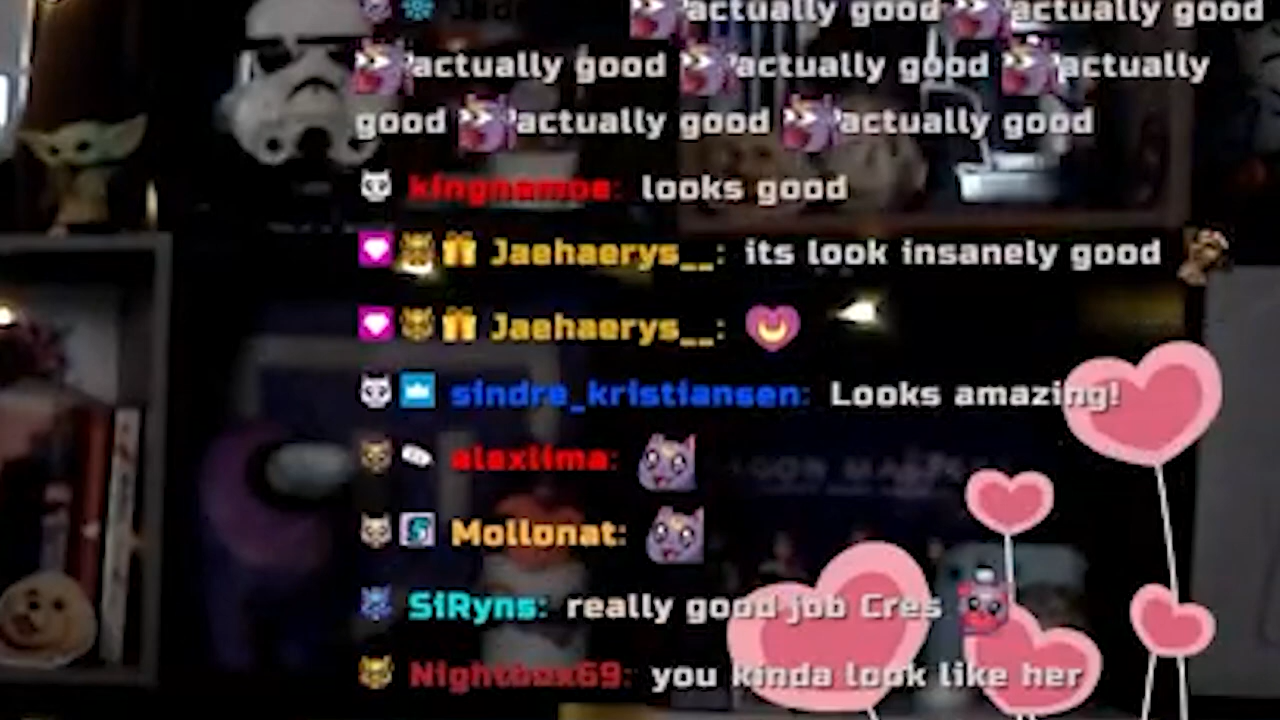 actually good actually good
actually good actually good actually
good actually good actually good
kingnamoe: looks good
Jaehaerys__: its look insanely good
Jaehaerys__:
sindre_kristiansen: Looks amazing!
alexlima:
Mollonat:
SiRyns: really good job Cres
you kinda look like her